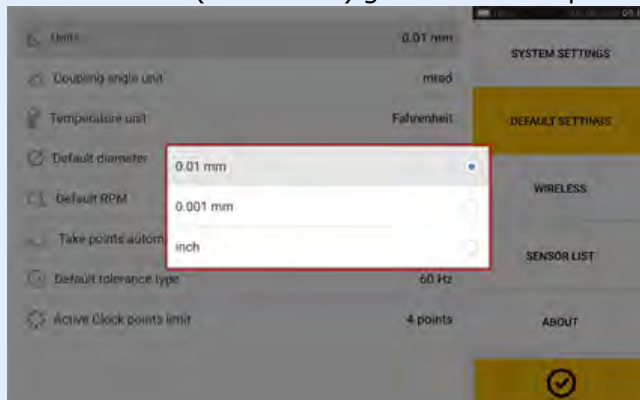 Units 0.01 mm
Coupling angle unit mrad
Temperature unit Fahrenheit
Default diameter
Default RPM
Take points autom
Default tolerance type 60 Hz
Active Clock points limit 4 points
0.01 mm
0.001 mm
inch
SYSTEM SETTINGS
DEFAULT SETTINGS
WIRELESS
SENSOR LIST
ABOUT